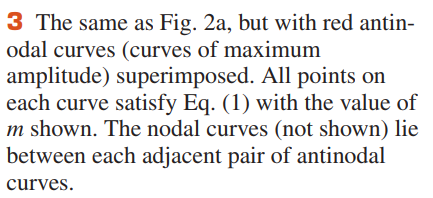 3 The same as Fig. 2a, but with red antin-
odal curves (curves of maximum
amplitude) superimposed. All points on
each curve satisfy Eq. (1) with the value of
m shown. The nodal curves (not shown) lie
between each adjacent pair of antinodal
curves.